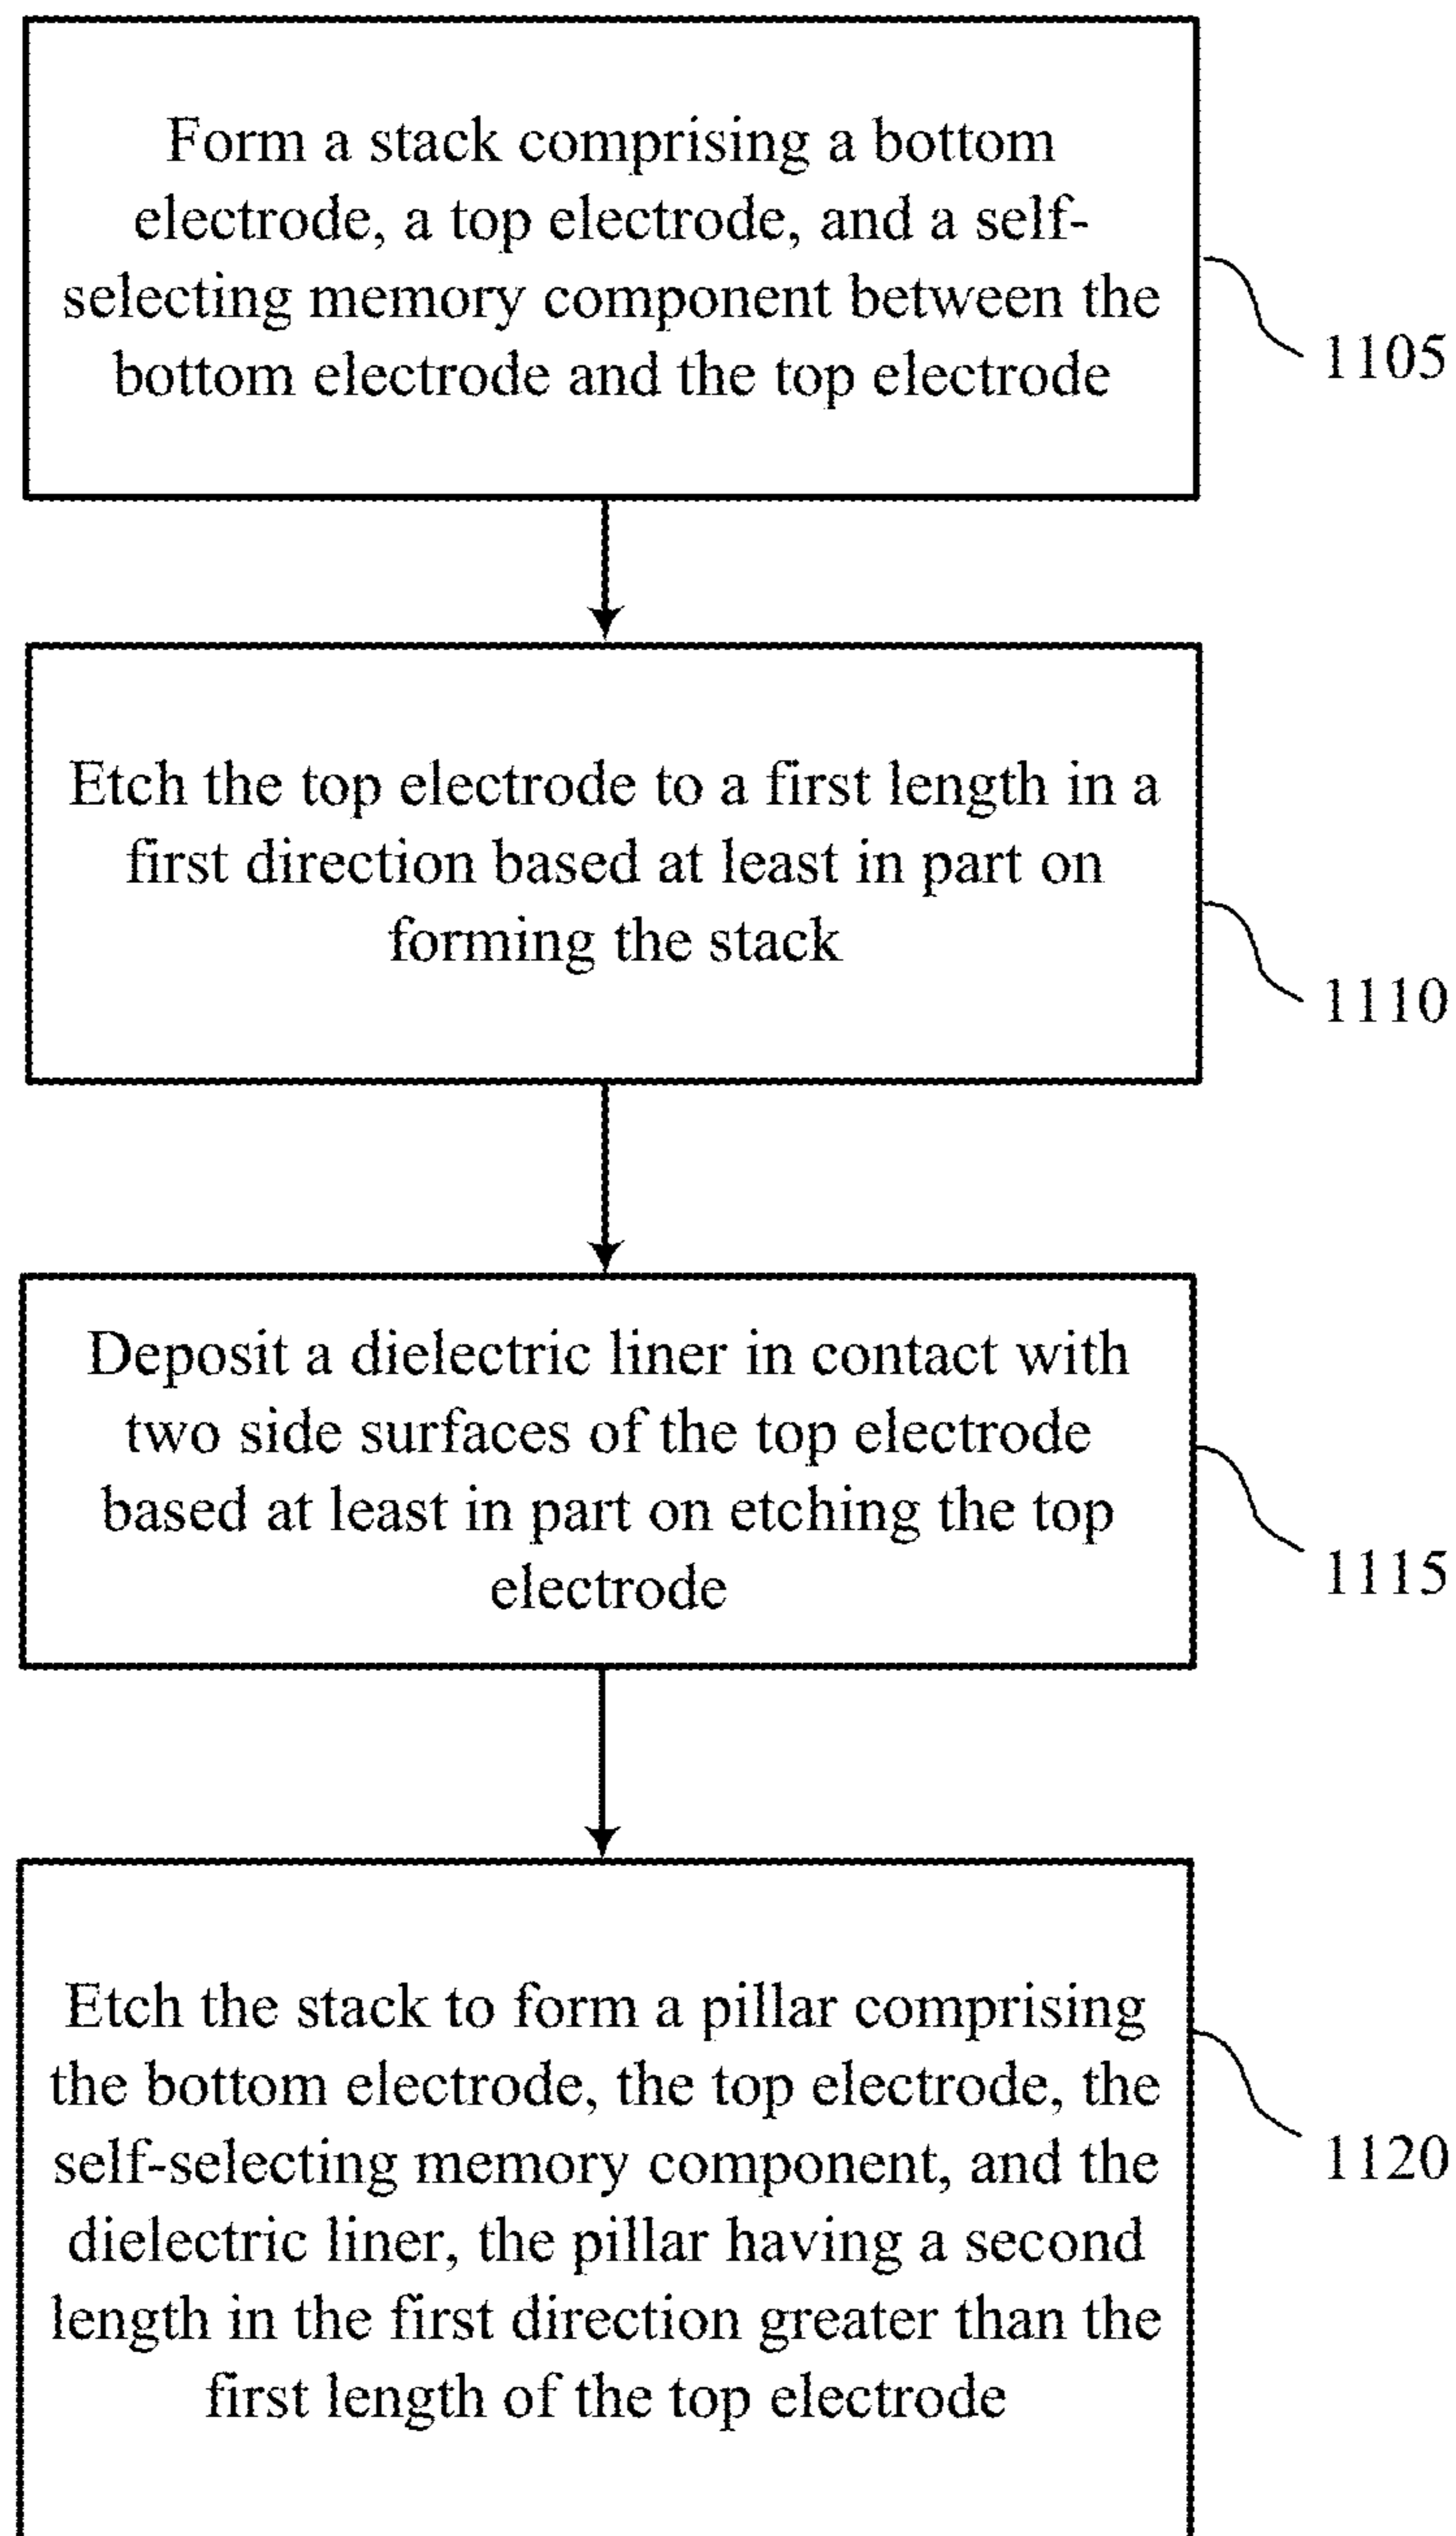 Form a stack comprising a bottom
electrode, a top electrode, and a self-
selecting memory component between the
bottom electrode and the top electrode
1105
Etch the top electrode to a first length in a
first direction based at least in part on
forming the stack
1110
Deposit a dielectric liner in contact with
two side surfaces of the top electrode
based at least in part on etching the top
electrode
1115
Etch the stack to form a pillar comprising
the bottom electrode, the top electrode, the
self-selecting memory component, and the
dielectric liner, the pillar having a second
length in the first direction greater than the
first length of the top electrode
1120